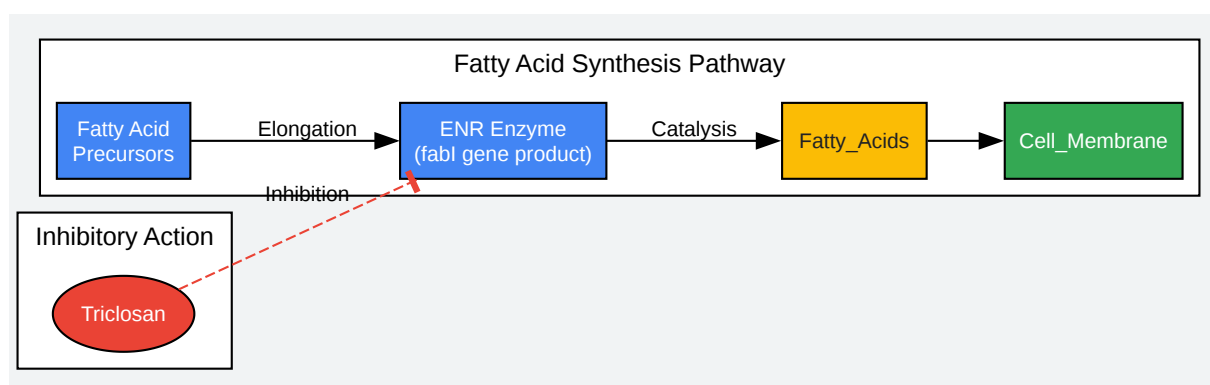 Fatty Acid Synthesis Pathway
Fatty Acid
Precursors
Elongation
ENR Enzyme
(fabI gene product)
Catalysis
Fatty_Acids
Cell_Membrane
Inhibition
Inhibitory Action
Triclosan